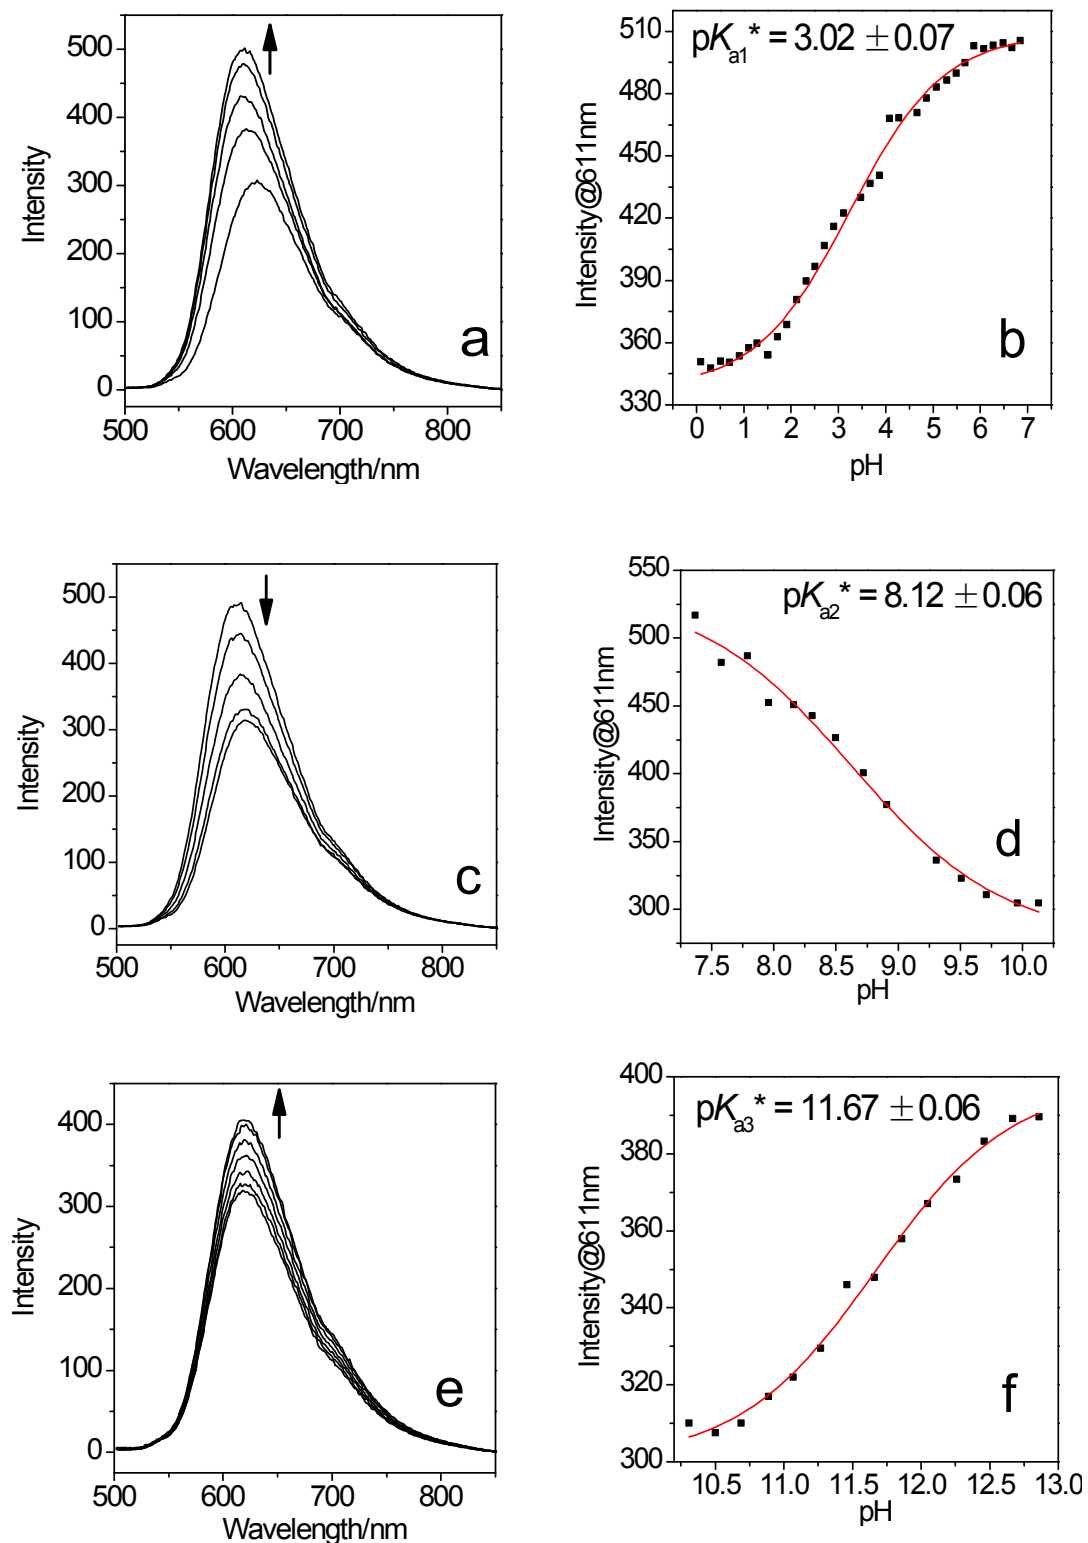 500
400
300
200
100
0
Intensity
a
500 600 700 800
Wavelength/nm
pKa1* = 3.02 ±0.07
510
480
450
420
390
360
330
Intensity@611nm
b
0 1 2 3 4 5 6 7
pH
500
400
300
200
100
0
Intensity
c
500 600 700 800
Wavelength/nm
pKa2* = 8.12 ±0.06
550
500
450
400
350
300
Intensity@611nm
d
7.5 8.0 8.5 9.0 9.5 10.0
pH
400
300
200
100
0
Intensity
e
500 600 700 800
Wavelength/nm
pKa3* = 11.67 ±0.06
400
380
360
340
320
300
Intensity@611nm
f
10.5 11.0 11.5 12.0 12.5 13.0
pH